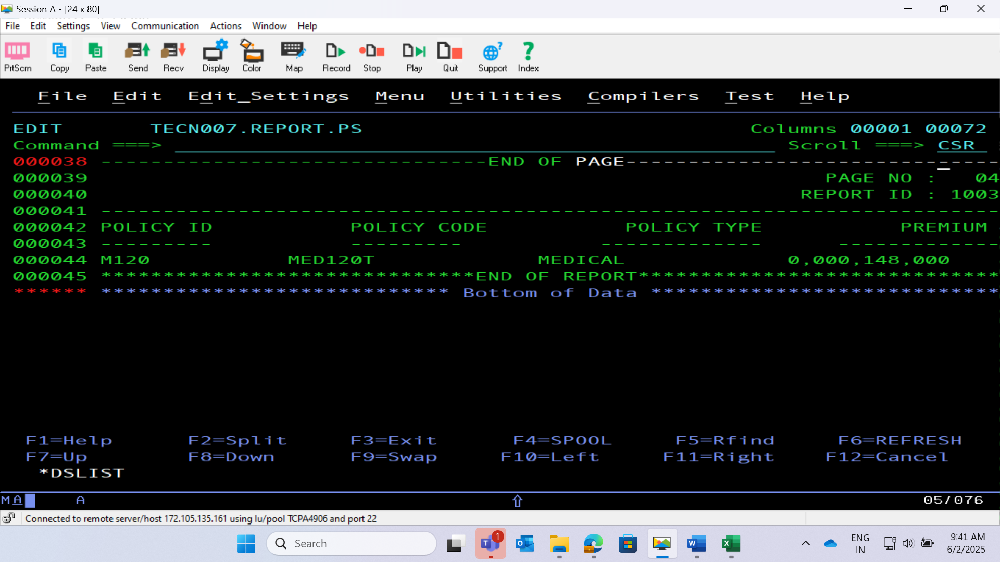 Session A - [24 x 80]
File Edit Settings View Communication Actions Window Help
PrtScrn Copy Paste Send Recv Display Color Map Record Stop Play Quit Support Index
File Edit Edit_Settings Menu Utilities Compilers Test Help
EDIT TECN007.REPORT.PS Columns 00001 00072
Command ===> Scroll ===> CSR
000038 -------------------------------END OF PAGE------------------------------
000039 PAGE NO : 04
000040 REPORT ID : 1003
000041 ------------------------------------------------------------------------
000042 POLICY ID POLICY CODE POLICY TYPE PREMIUM
000043 --------- --------- ------------- -------------
000044 M120 MED120T MEDICAL 0,000,148,000
000045 ******************************END OF REPORT*****************************
****** **************************** Bottom of Data ****************************
F1=Help F2=Split F3=Exit F4=SPOOL F5=Rfind F6=REFRESH
F7=Up F8=Down F9=Swap F10=Left F11=Right F12=Cancel
*DSLIST
MA A 05/076
Connected to remote server/host 172.105.135.161 using lu/pool TCPA4906 and port 22
Search
1
ENG
IN
9:41 AM
6/2/2025